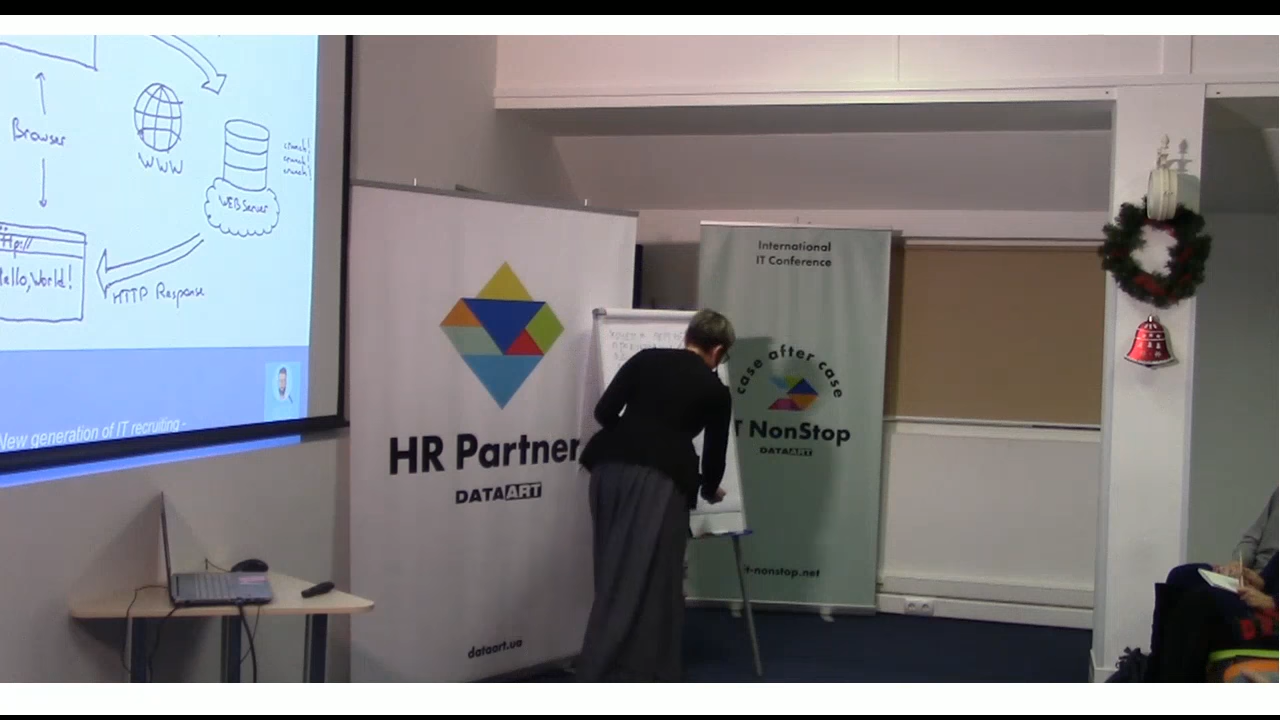 Browser
WWW
crunch!
crunch!
crunch!
WEB Server
http://
Hello, World!
HTTP Response
New generation of IT recruiting -
HR Partner
DATAART
dataart.ua
International
IT Conference
case after case
IT NonStop
DATAART
it-nonstop.net